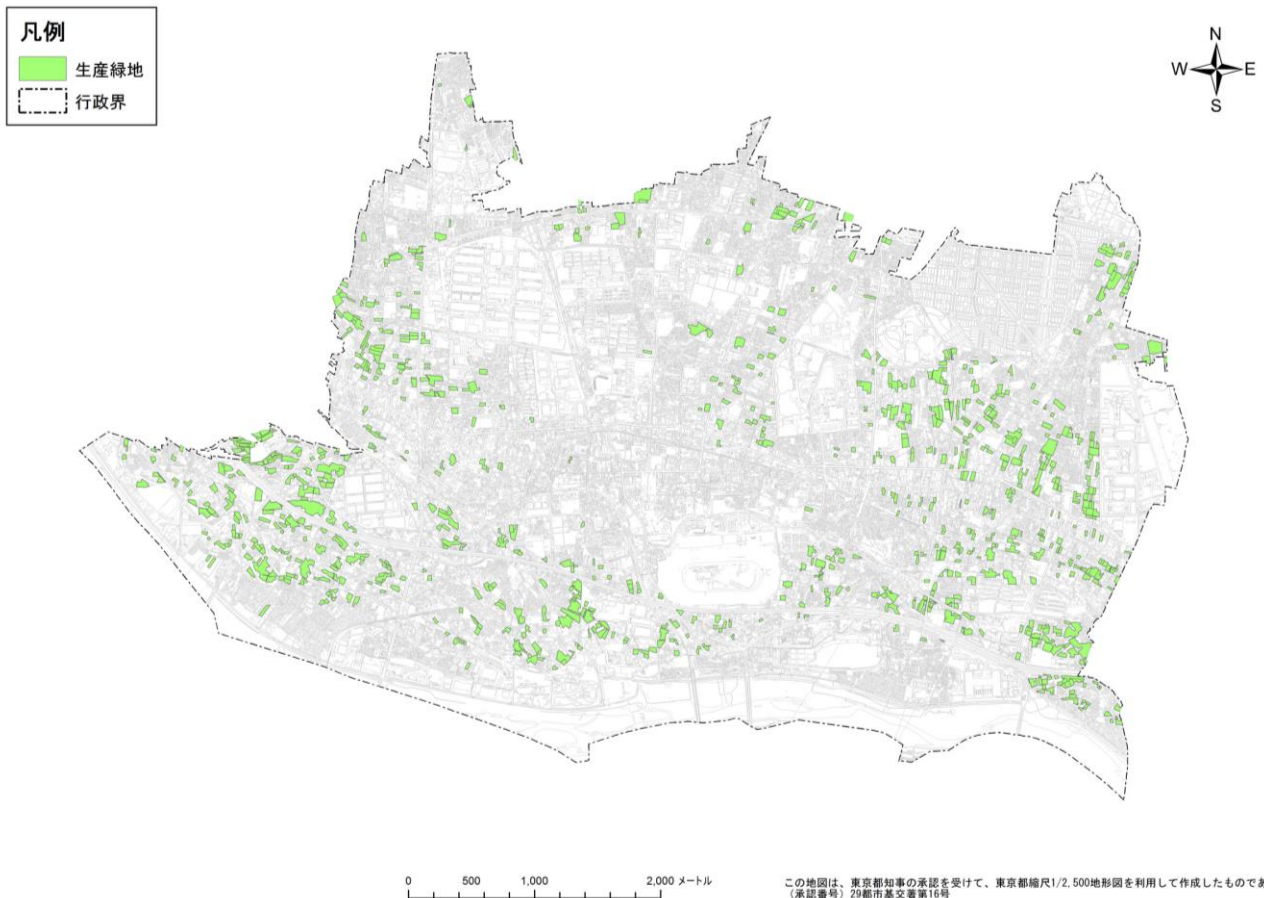 凡例
生産緑地
行政界
N
W E
S
0 500 1,000 2,000 メートル
この地図は、東京都知事の承認を受けて、東京都縮尺1/2,500地形図を利用して作成したものであ
（承認番号）29都市基交著第16号